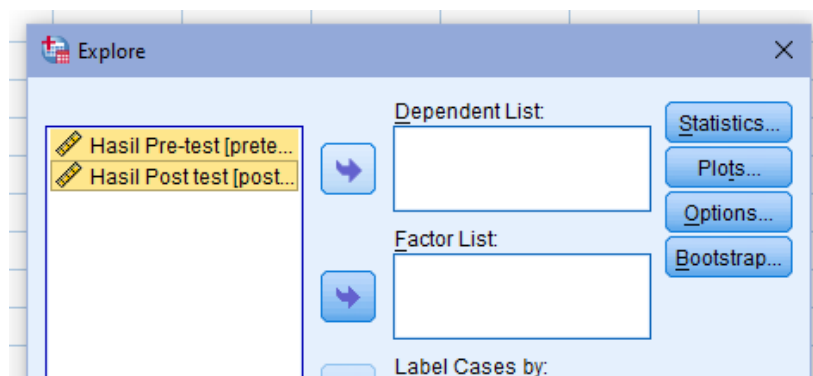 Explore
Hasil Pre-test [prete...
Hasil Post test [post...
Dependent List:
Factor List:
Label Cases by:
Statistics...
Plots...
Options...
Bootstrap...